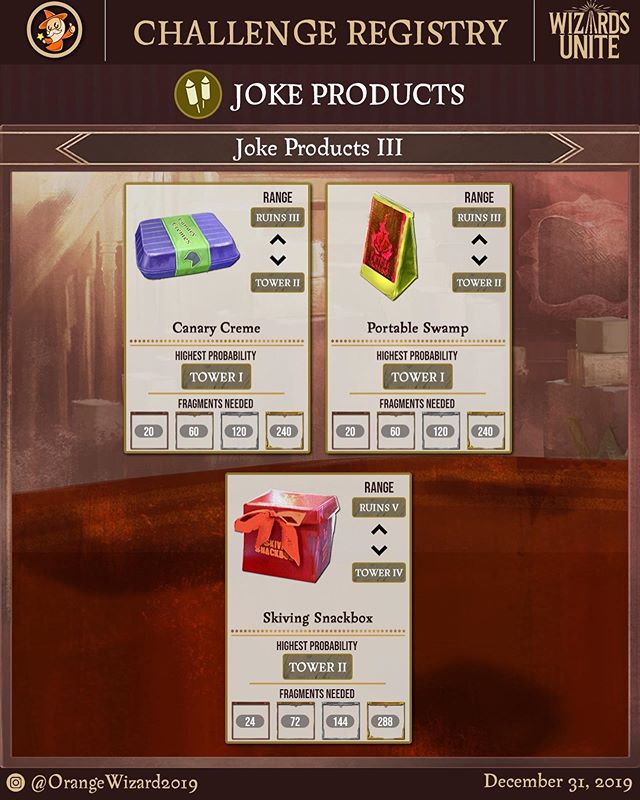 CHALLENGE REGISTRY
WIZARDS
UNITE
JOKE PRODUCTS
Joke Products III
RANGE
RUINS III
TOWER II
Canary Creme
HIGHEST PROBABILITY
TOWER I
FRAGMENTS NEEDED
20 60 120 240
RANGE
RUINS III
TOWER II
Portable Swamp
HIGHEST PROBABILITY
TOWER I
FRAGMENTS NEEDED
20 60 120 240
SKIVING
SNACKBOX
RANGE
RUINS V
TOWER IV
Skiving Snackbox
HIGHEST PROBABILITY
TOWER II
FRAGMENTS NEEDED
24 72 144 288
@OrangeWizard2019
December 31, 2019